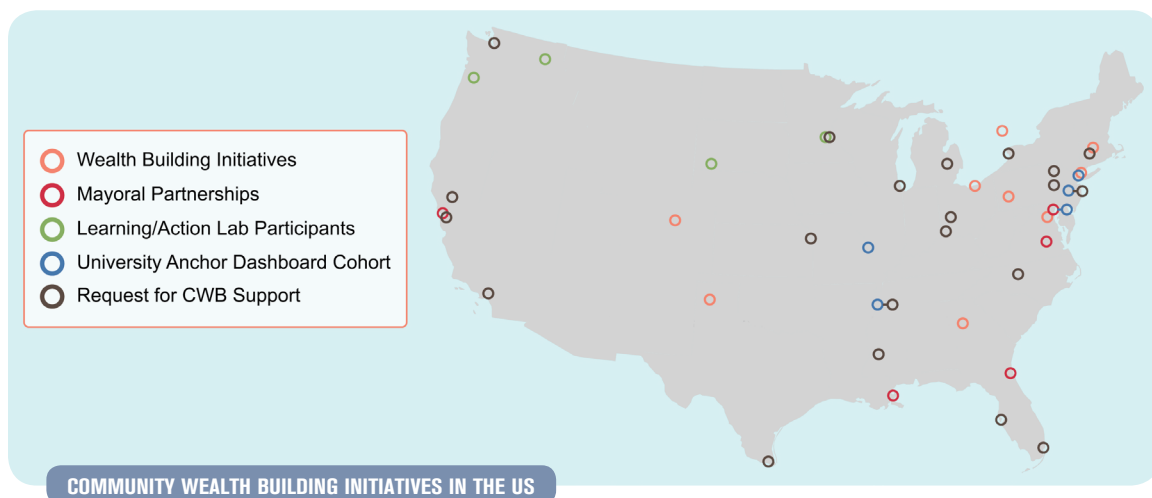 Wealth Building Initiatives
Mayoral Partnerships
Learning/Action Lab Participants
University Anchor Dashboard Cohort
Request for CWB Support
COMMUNITY WEALTH BUILDING INITIATIVES IN THE US